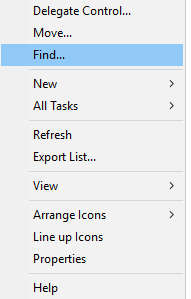 Delegate Control...
Move...
Find...
New
All Tasks
Refresh
Export List...
View
Arrange Icons
Line up Icons
Properties
Help